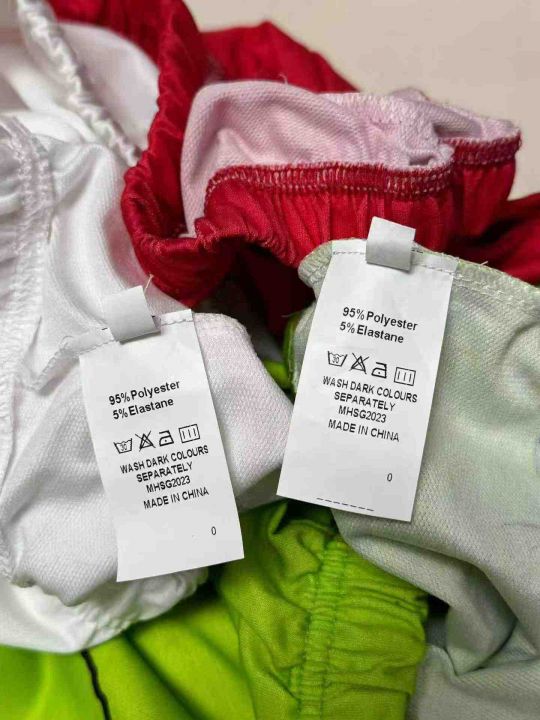 95% Polyester
5% Elastane
WASH DARK COLOURS
SEPARATELY
MHSG2023
MADE IN CHINA
0
95% Polyester
5% Elastane
30
WASH DARK COLOURS
SEPARATELY
MHSG2023
MADE IN CHINA
0